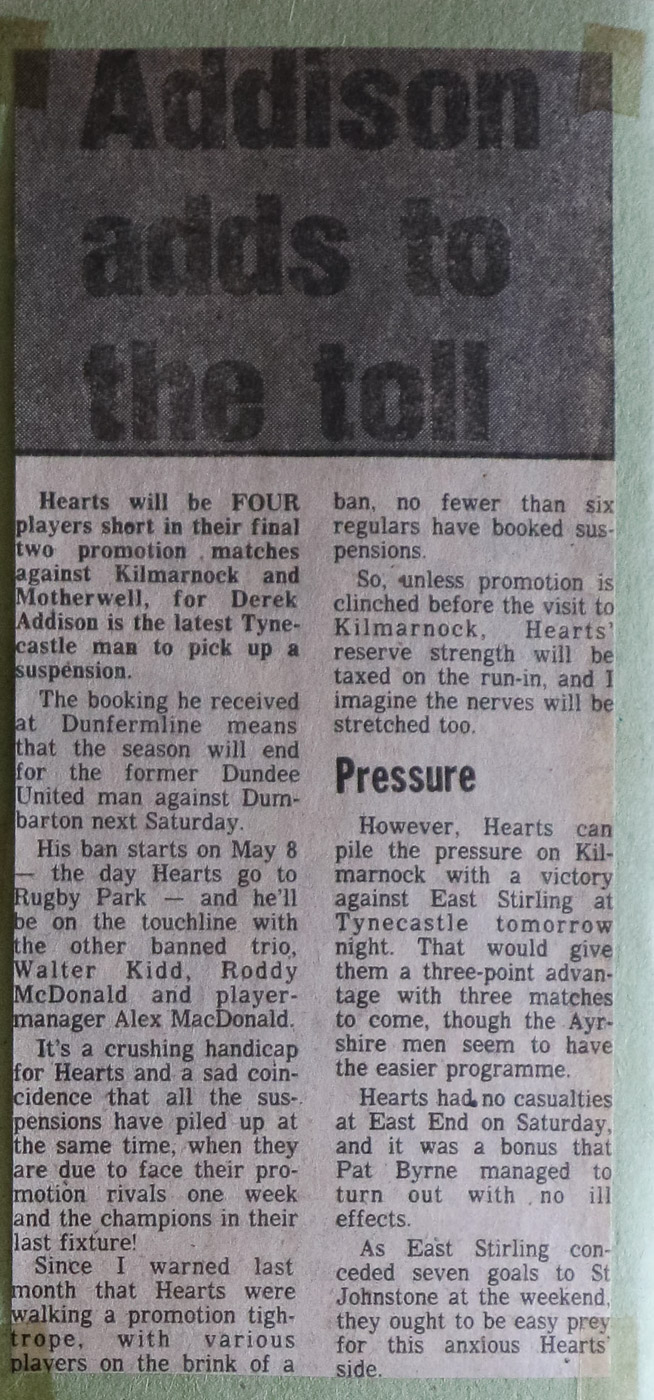 Addison
adds to
the toll
Hearts will be FOUR
players short in their final
two promotion matches
against Kilmarnock and
Motherwell, for Derek
Addison is the latest Tyne-
castle man to pick up a
suspension.
The booking he received
at Dunfermline means
that the season will end
for the former Dundee
United man against Dum-
barton next Saturday.
His ban starts on May 8
— the day Hearts go to
Rugby Park — and he'll
be on the touchline with
the other banned trio,
Walter Kidd, Roddy
McDonald and player-
manager Alex MacDonald.
It's a crushing handicap
for Hearts and a sad coin-
cidence that all the sus-
pensions have piled up at
the same time, when they
are due to face their pro-
motion rivals one week
and the champions in their
last fixture!
Since I warned last
month that Hearts were
walking a promotion tigh-
trope, with various
players on the brink of a
ban, no fewer than six
regulars have booked sus-
pensions.
So, unless promotion is
clinched before the visit to
Kilmarnock, Hearts'
reserve strength will be
taxed on the run-in, and I
imagine the nerves will be
stretched too.
Pressure
However, Hearts can
pile the pressure on Kil-
marnock with a victory
against East Stirling at
Tynecastle tomorrow
night. That would give
them a three-point advan-
tage with three matches
to come, though the Ayr-
shire men seem to have
the easier programme.
Hearts had no casualties
at East End on Saturday,
and it was a bonus that
Pat Byrne managed to
turn out with no ill
effects.
As East Stirling con-
ceded seven goals to St
Johnstone at the weekend,
they ought to be easy prey
for this anxious Hearts'
side.